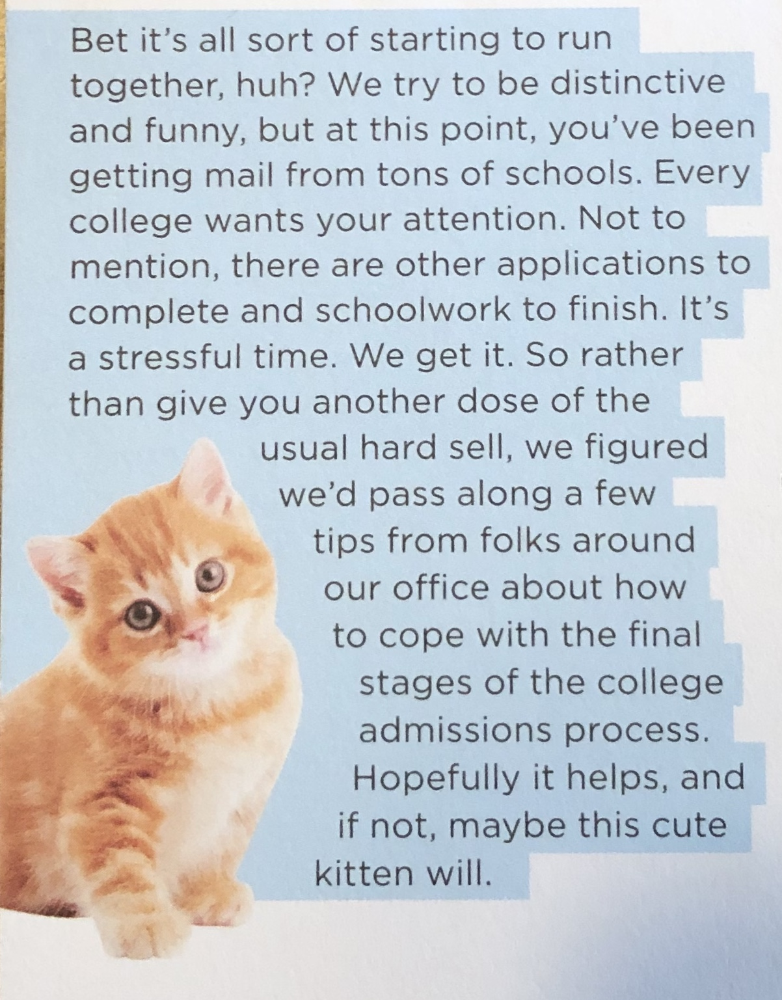 Bet it’s all sort of starting to run
together, huh? We try to be distinctive
and funny, but at this point, you’ve been
getting mail from tons of schools. Every
college wants your attention. Not to
mention, there are other applications to
complete and schoolwork to finish. It’s
a stressful time. We get it. So rather
than give you another dose of the
usual hard sell, we figured
we’d pass along a few
tips from folks around
our office about how
to cope with the final
stages of the college
admissions process.
Hopefully it helps, and
if not, maybe this cute
kitten will.